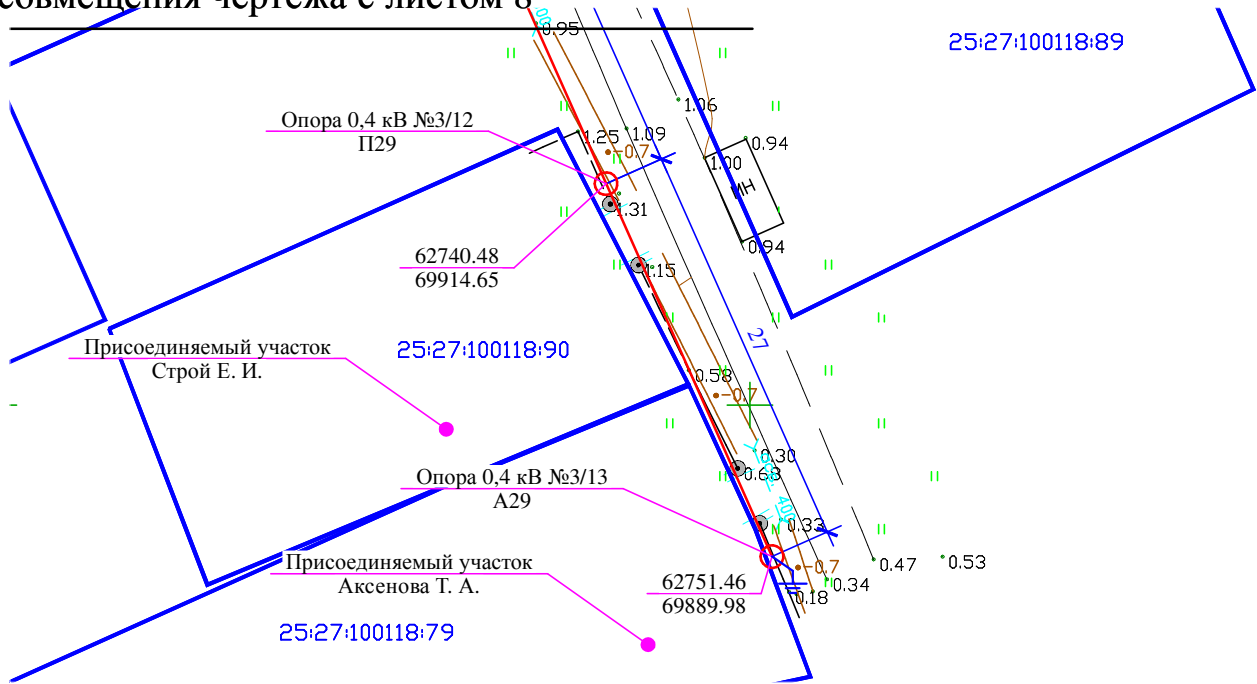 совмещения чертежа с листом 8
0.95
25:27:100118:89
1.06
Опора 0,4 кВ №3/12
П29
1.25
1.09
0.94
-0.7
1.00
МН
1.31
0.94
62740.48
69914.65
1.15
27
Присоединяемый участок
Строй Е. И.
25:27:100118:90
0.58
-0.7
0.30
0.63
Опора 0,4 кВ №3/13
А29
0.33
0.47
0.53
Присоединяемый участок
Аксенова Т. А.
-0.7
62751.46
69889.98
0.34
0.18
25:27:100118:79